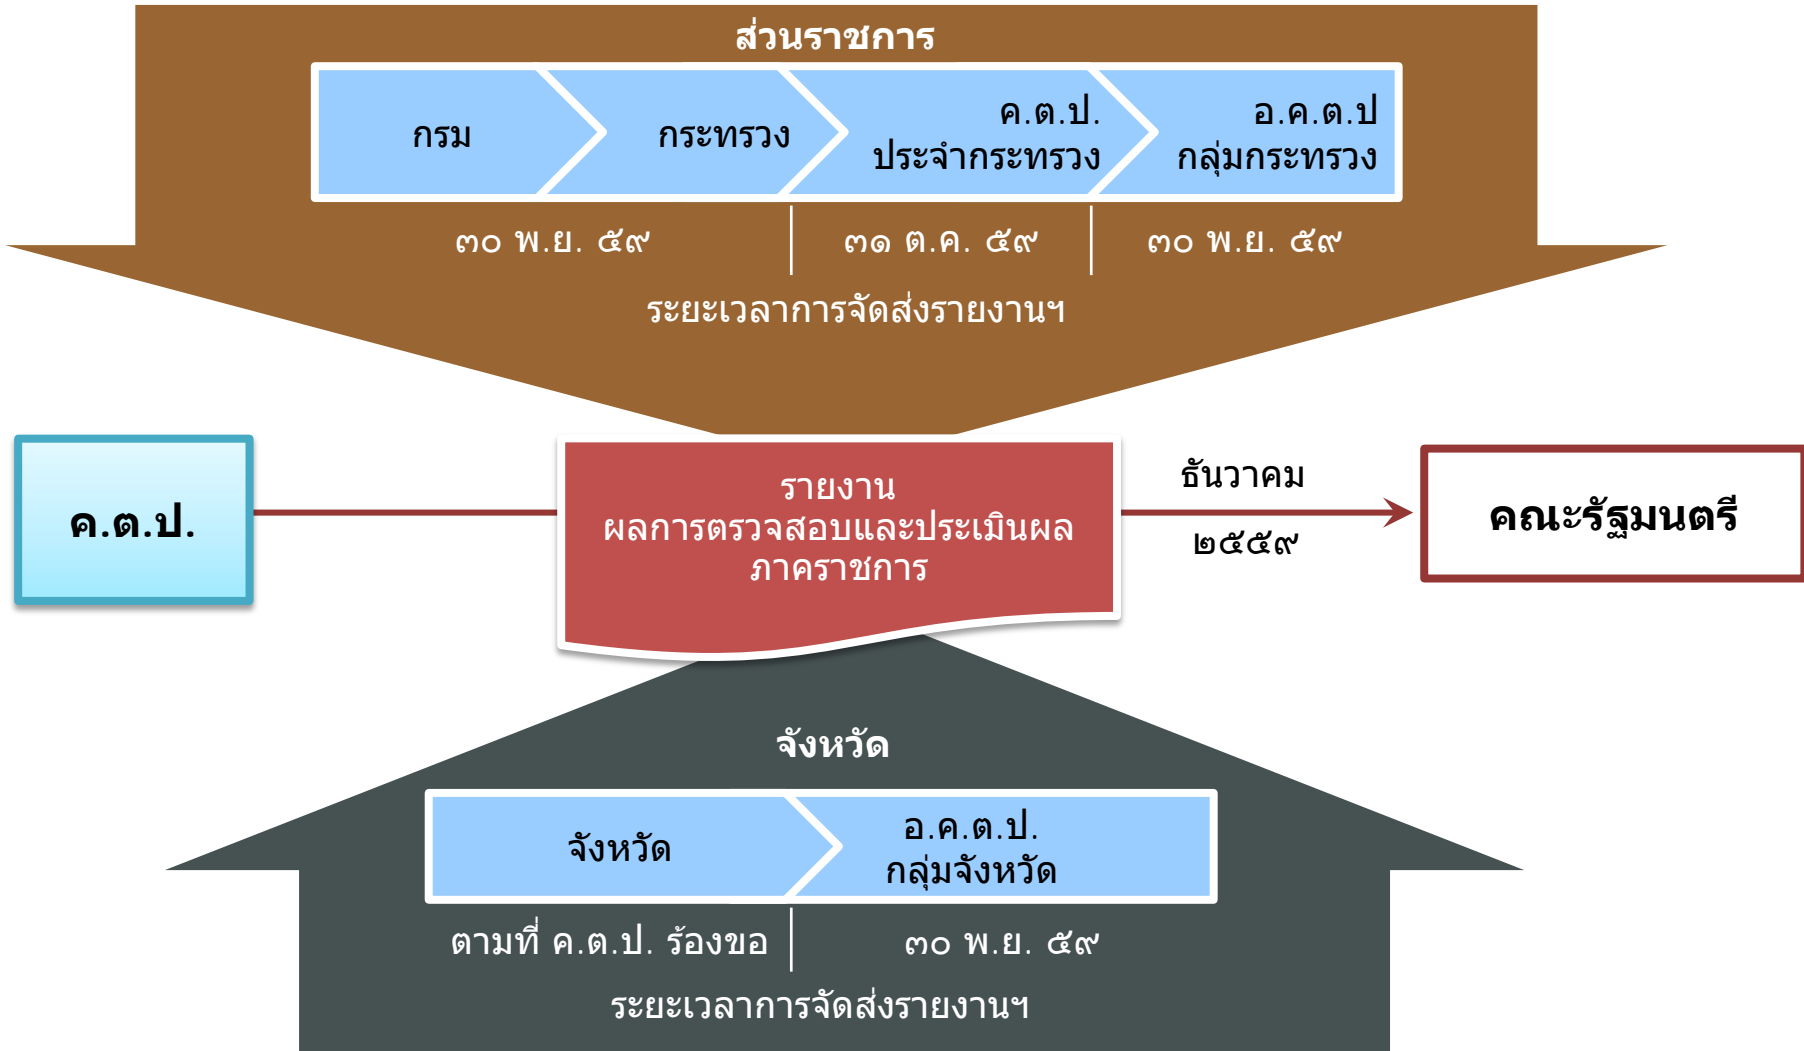 ส่วนราชการ
กรม
กระทรวง
ค.ต.ป.
ประจำกระทรวง
อ.ค.ต.ป
กลุ่มกระทรวง
๓๐ พ.ย. ๕๙
๓๑ ต.ค. ๕๙
๓๐ พ.ย. ๕๙
ระยะเวลาการจัดส่งรายงานฯ
ค.ต.ป.
รายงาน
ผลการตรวจสอบและประเมินผล
ภาคราชการ
ธันวาคม
๒๕๕๙
คณะรัฐมนตรี
จังหวัด
จังหวัด
อ.ค.ต.ป.
กลุ่มจังหวัด
ตามที่ ค.ต.ป. ร้องขอ
๓๐ พ.ย. ๕๙
ระยะเวลาการจัดส่งรายงานฯ